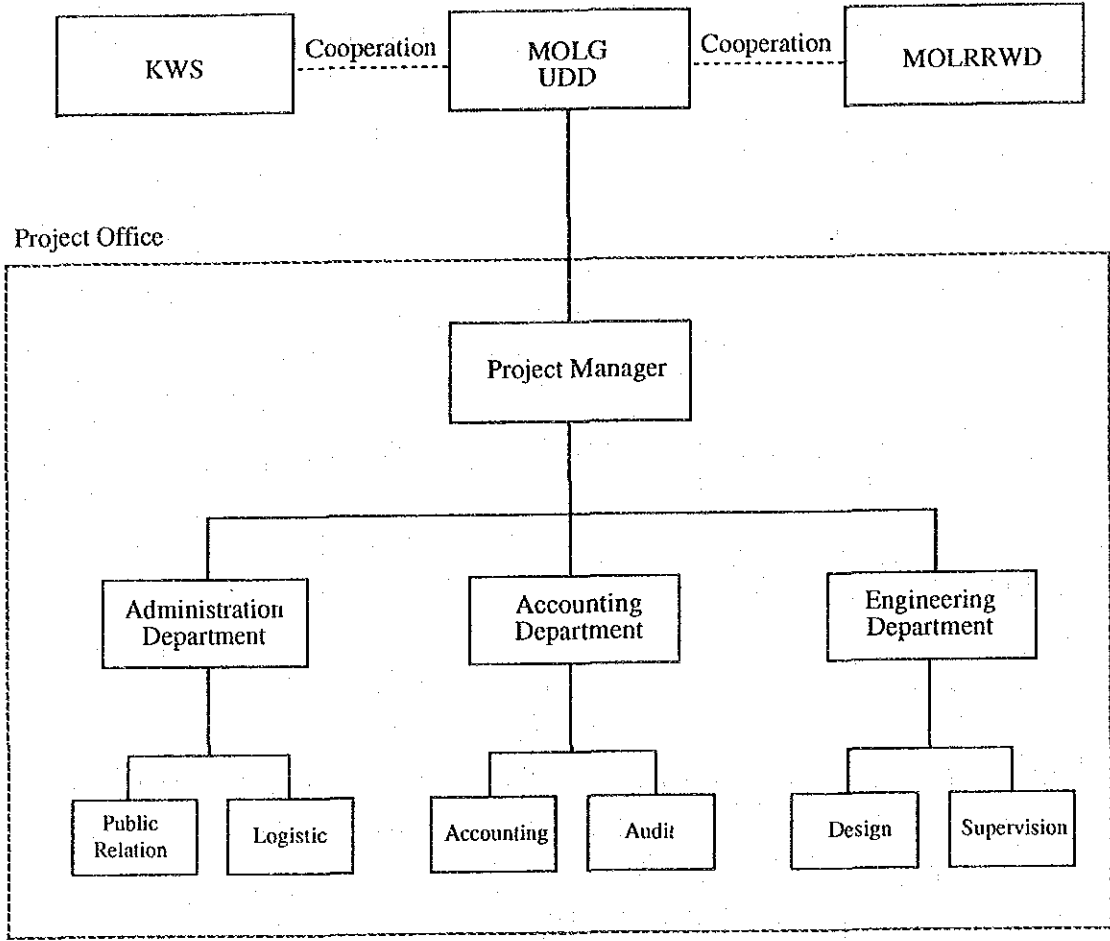 Cooperation
Cooperation
KWS
MOLG
UDD
MOLRRWD
Project Office
Project Manager
Administration
Department
Accounting
Department
Engineering
Department
Public
Relation
Logistic
Accounting
Audit
Design
Supervision